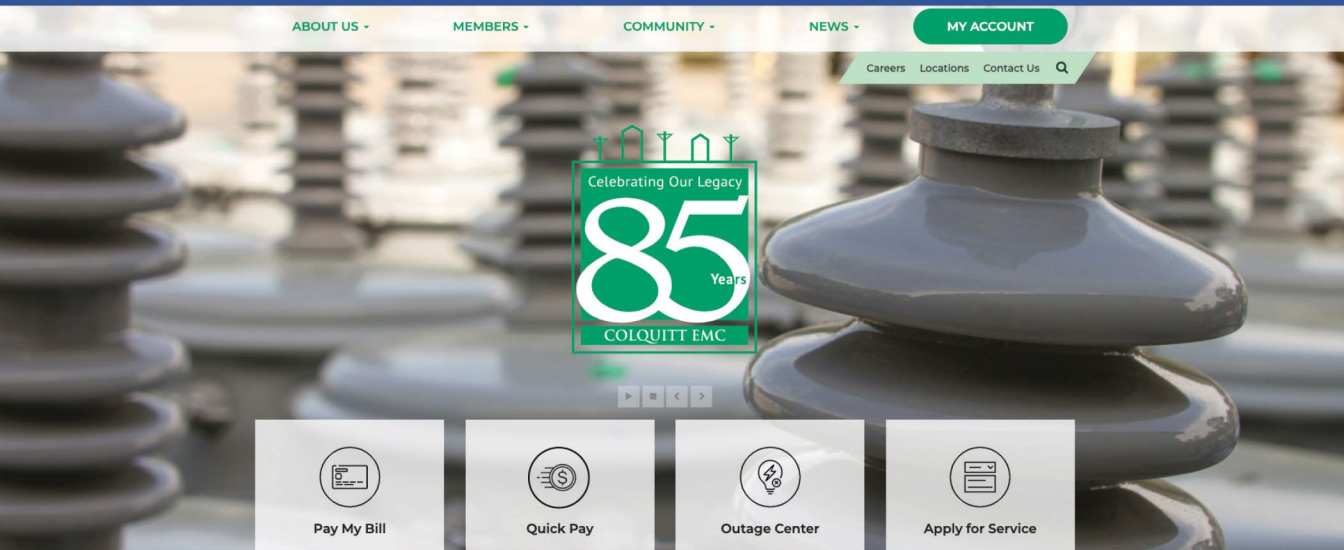 ABOUT US
MEMBERS
COMMUNITY
NEWS
MY ACCOUNT
Careers
Locations
Contact Us
Celebrating Our Legacy
85
Years
COLQUITT EMC
Pay My Bill
Quick Pay
Outage Center
Apply for Service